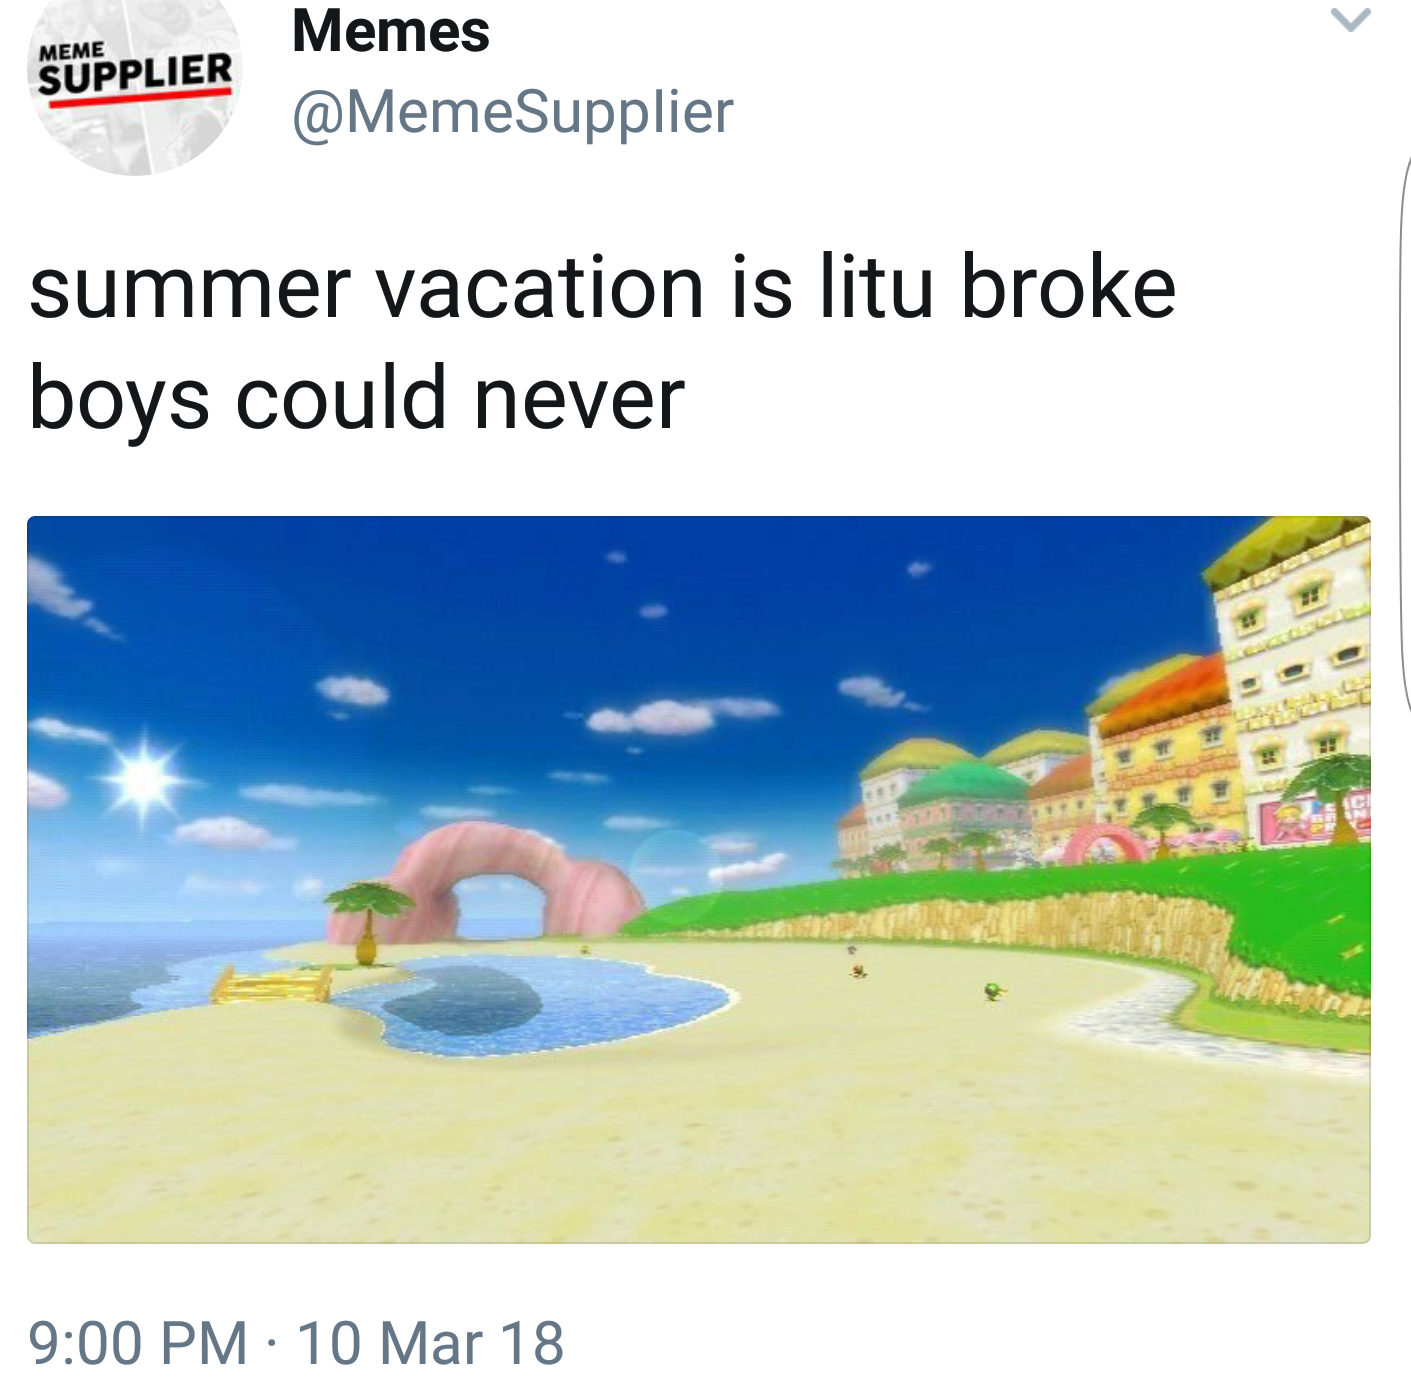 MEME
SUPPLIER
Memes
@MemeSupplier
summer vacation is litu broke
boys could never
9:00 PM · 10 Mar 18